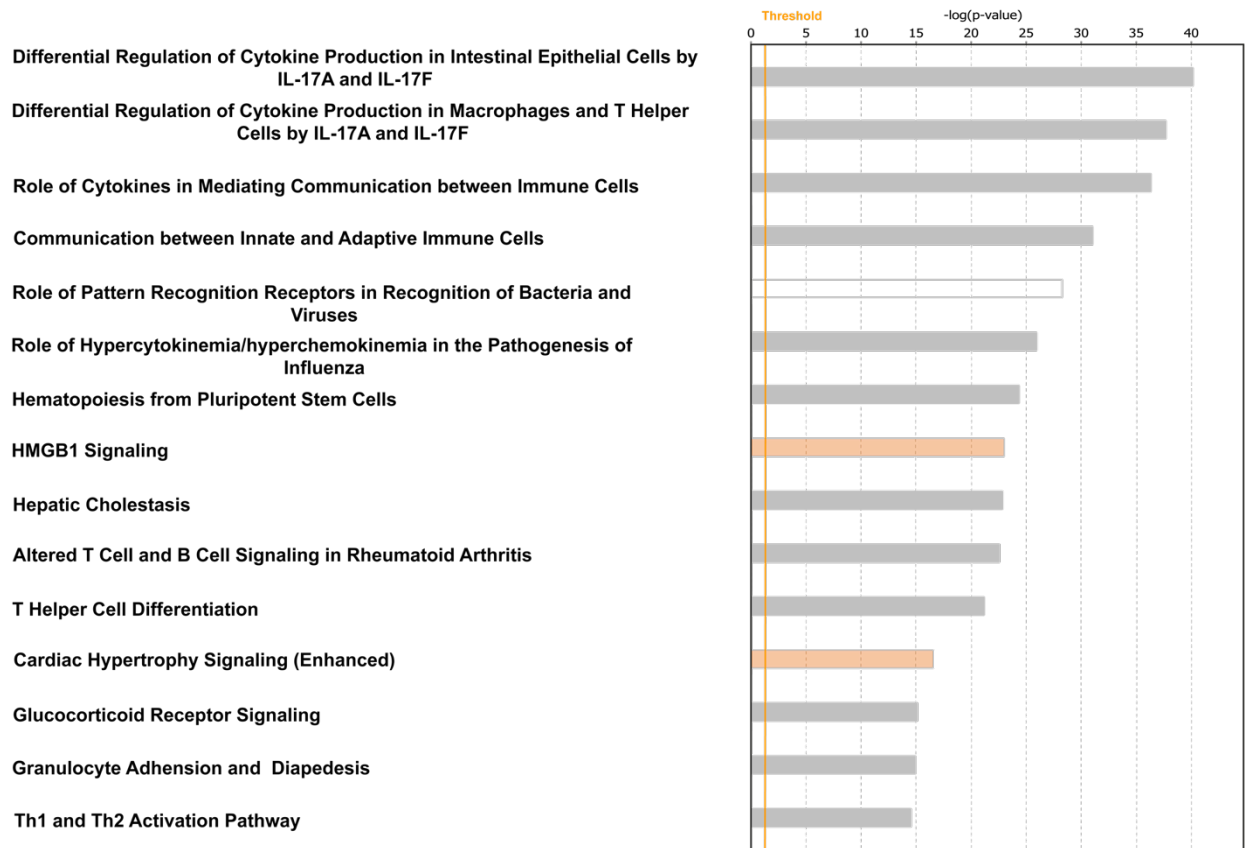 Threshold
-log(p-value)
0 5 10 15 20 25 30 35 40
Differential Regulation of Cytokine Production in Intestinal Epithelial Cells by
IL-17A and IL-17F
Differential Regulation of Cytokine Production in Macrophages and T Helper
Cells by IL-17A and IL-17F
Role of Cytokines in Mediating Communication between Immune Cells
Communication between Innate and Adaptive Immune Cells
Role of Pattern Recognition Receptors in Recognition of Bacteria and
Viruses
Role of Hypercytokinemia/hyperchemokinemia in the Pathogenesis of
Influenza
Hematopoiesis from Pluripotent Stem Cells
HMGB1 Signaling
Hepatic Cholestasis
Altered T Cell and B Cell Signaling in Rheumatoid Arthritis
T Helper Cell Differentiation
Cardiac Hypertrophy Signaling (Enhanced)
Glucocorticoid Receptor Signaling
Granulocyte Adhension and Diapedesis
Th1 and Th2 Activation Pathway